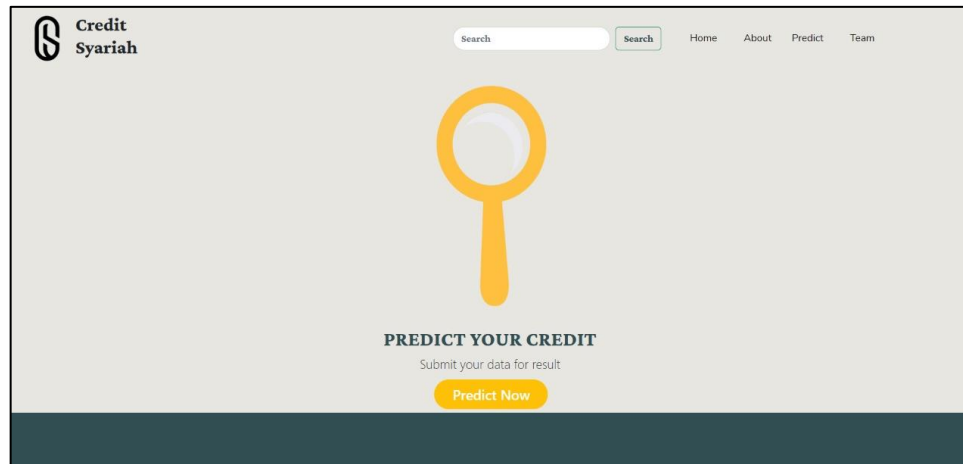 Credit
Syariah
Search
Search
Home
About
Predict
Team
PREDICT YOUR CREDIT
Submit your data for result
Predict Now